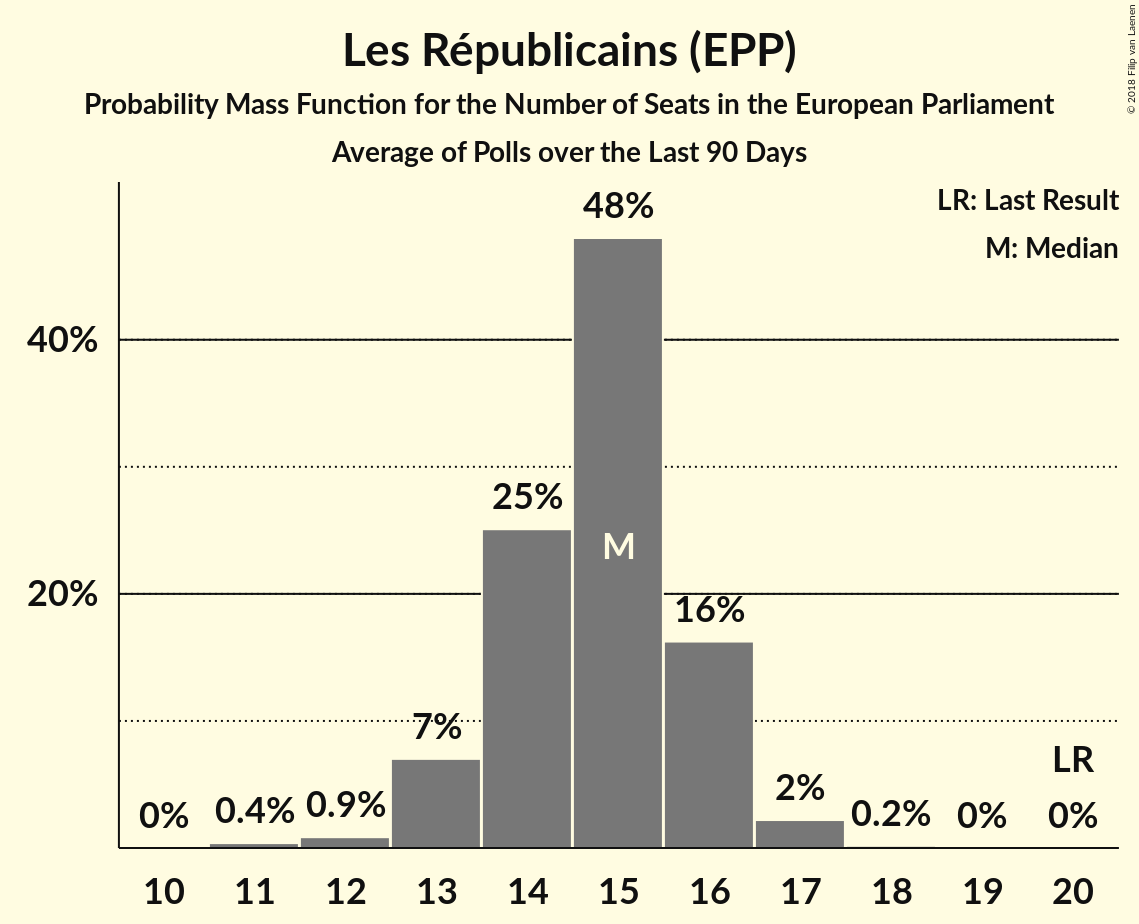 Les Républicains (EPP)
Probability Mass Function for the Number of Seats in the European Parliament
Average of Polls over the Last 90 Days
© 2018 Filip van Laenen
LR: Last Result
M: Median
48%
40%
25%
M
20%
16%
7%
LR
2%
0% 0.4% 0.9% 0.2% 0% 0%
10 11 12 13 14 15 16 17 18 19 20